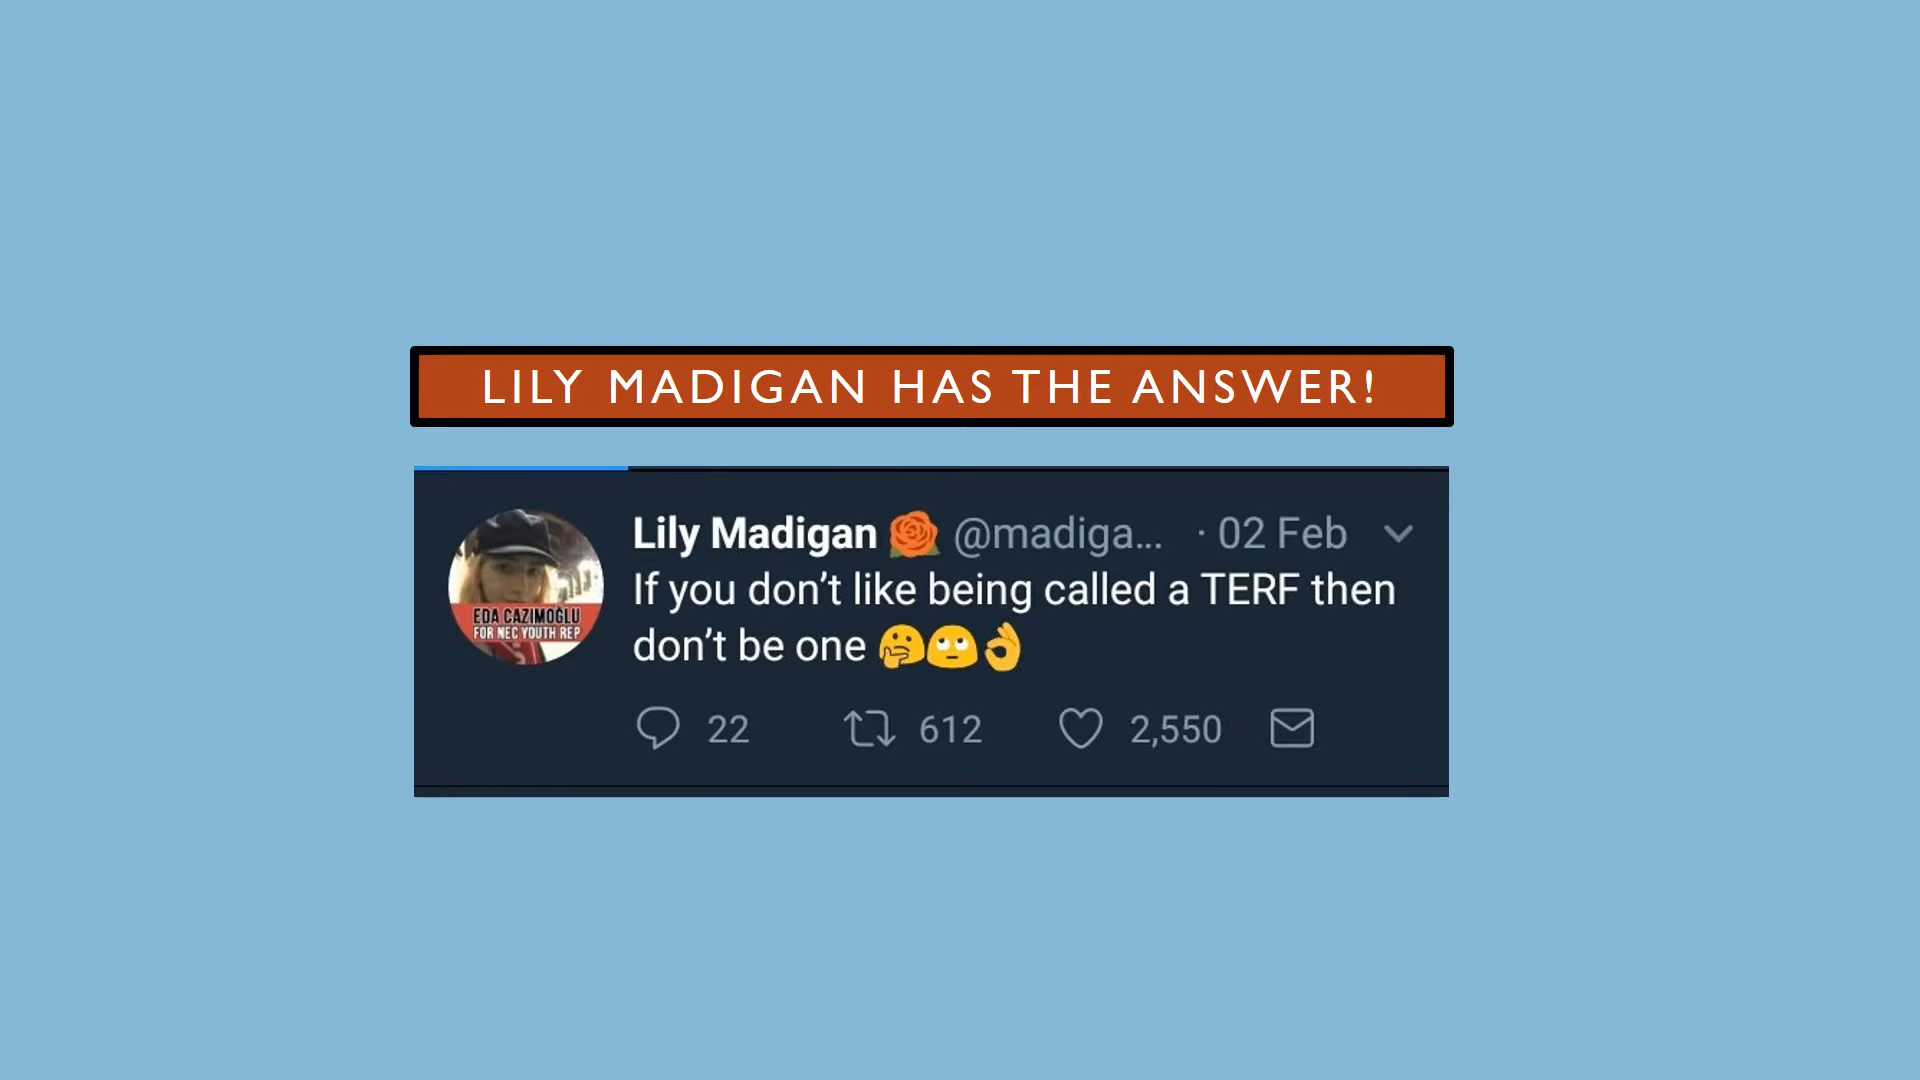 LILY MADIGAN HAS THE ANSWER!
Lily Madigan 🌹 @madiga... · 02 Feb
If you don't like being called a TERF then
don't be one 🤔🙄👌
EDA CAZIMOĞLU
FOR NEC YOUTH REP
22 612 2,550